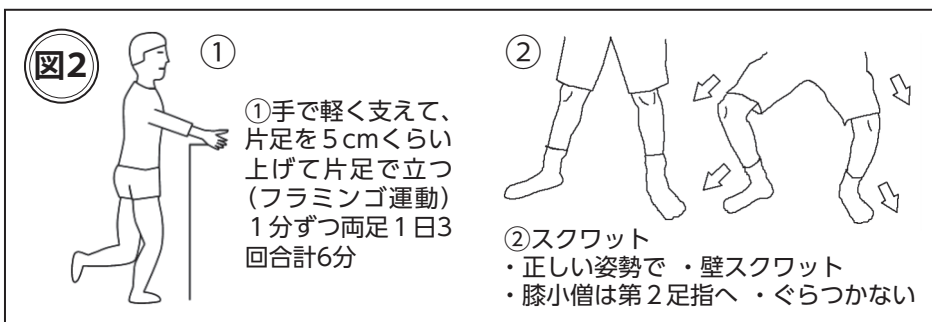 図2
①
①手で軽く支えて、
片足を5cmくらい
上げて片足で立つ
(フラミンゴ運動)
1分ずつ両足1日3
回合計6分
②
②スクワット
・正しい姿勢で ・壁スクワット
・膝小僧は第2足指へ ・ぐらつかない